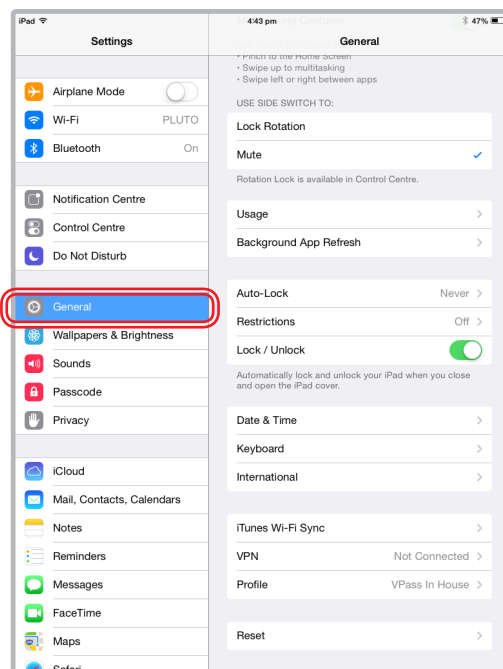 iPad
4:43 pm
47%
Settings
General
Multitasking Gestures
• Pinch to the Home Screen
• Swipe up to multitasking
• Swipe left or right between apps
Airplane Mode
Wi-Fi PLUTO
Bluetooth On
Notification Centre
Control Centre
Do Not Disturb
General
Wallpapers & Brightness
Sounds
Passcode
Privacy
iCloud
Mail, Contacts, Calendars
Notes
Reminders
Messages
FaceTime
Maps
Safari
USE SIDE SWITCH TO:
Lock Rotation
Mute
Rotation Lock is available in Control Centre.
Usage
Background App Refresh
Auto-Lock Never
Restrictions Off
Lock / Unlock
Automatically lock and unlock your iPad when you close
and open the iPad cover.
Date & Time
Keyboard
International
iTunes Wi-Fi Sync
VPN Not Connected
Profile VPass In House
Reset